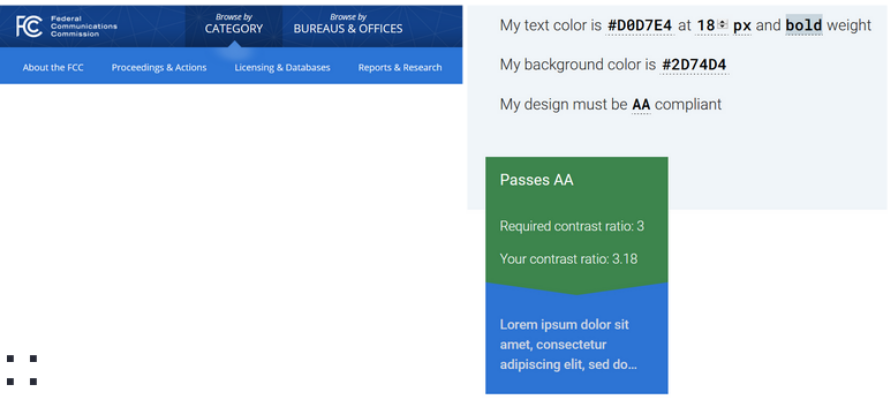 FCC Federal Communications Commission
Browse by CATEGORY
Browse by BUREAUS & OFFICES
About the FCC Proceedings & Actions Licensing & Databases Reports & Research
My text color is #D0D7E4 at 18 px and bold weight
My background color is #2D74D4
My design must be AA compliant
Passes AA
Required contrast ratio: 3
Your contrast ratio: 3.18
Lorem ipsum dolor sit
amet, consectetur
adipiscing elit, sed do...